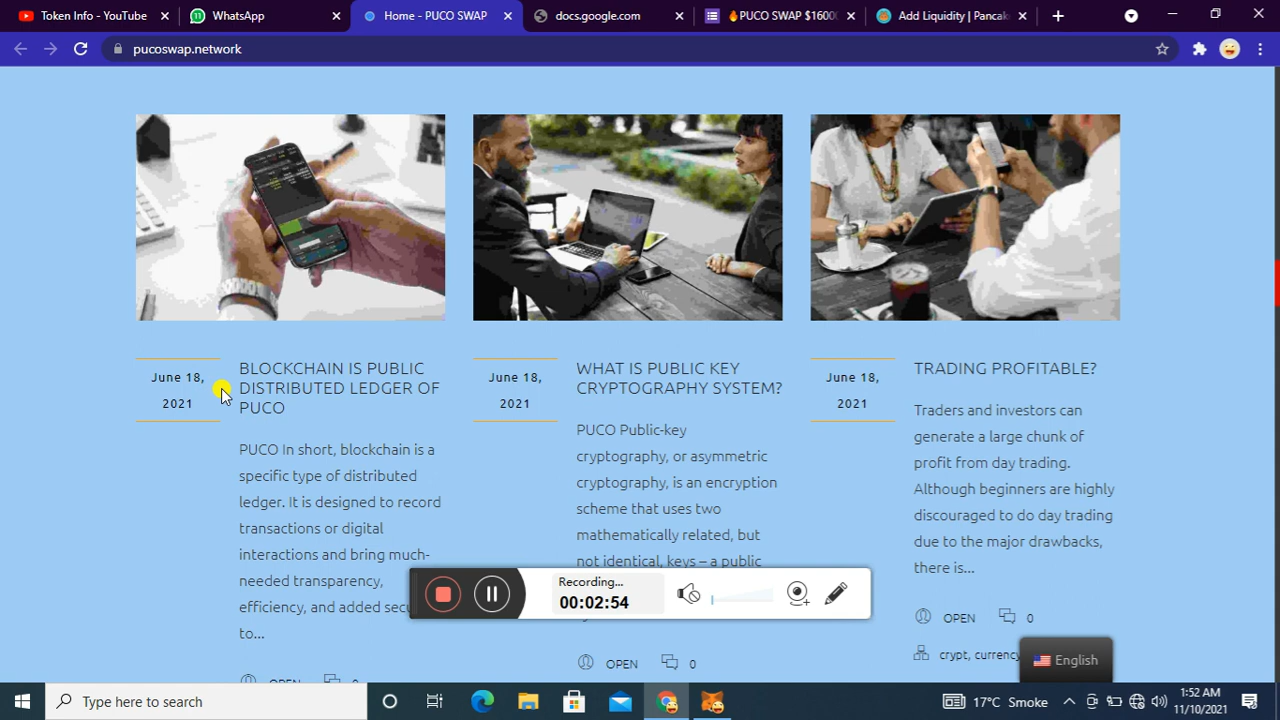 Token Info - YouTube
WhatsApp
Home - PUCO SWAP
docs.google.com
🔥PUCO SWAP $1600
Add Liquidity | Pancak
pucoswap.network
June 18,
2021
BLOCKCHAIN IS PUBLIC
DISTRIBUTED LEDGER OF
PUCO
PUCO In short, blockchain is a
specific type of distributed
ledger. It is designed to record
transactions or digital
interactions and bring much-
needed transparency,
efficiency, and added secu
to...
OPEN 0
June 18,
2021
WHAT IS PUBLIC KEY
CRYPTOGRAPHY SYSTEM?
PUCO Public-key
cryptography, or asymmetric
cryptography, is an encryption
scheme that uses two
mathematically related, but
not identical, keys – a public
OPEN 0
June 18,
2021
TRADING PROFITABLE?
Traders and investors can
generate a large chunk of
profit from day trading.
Although beginners are highly
discouraged to do day trading
due to the major drawbacks,
there is...
OPEN 0
crypt, currency
Recording...
00:02:54
English
Type here to search
17°C Smoke
1:52 AM
11/10/2021